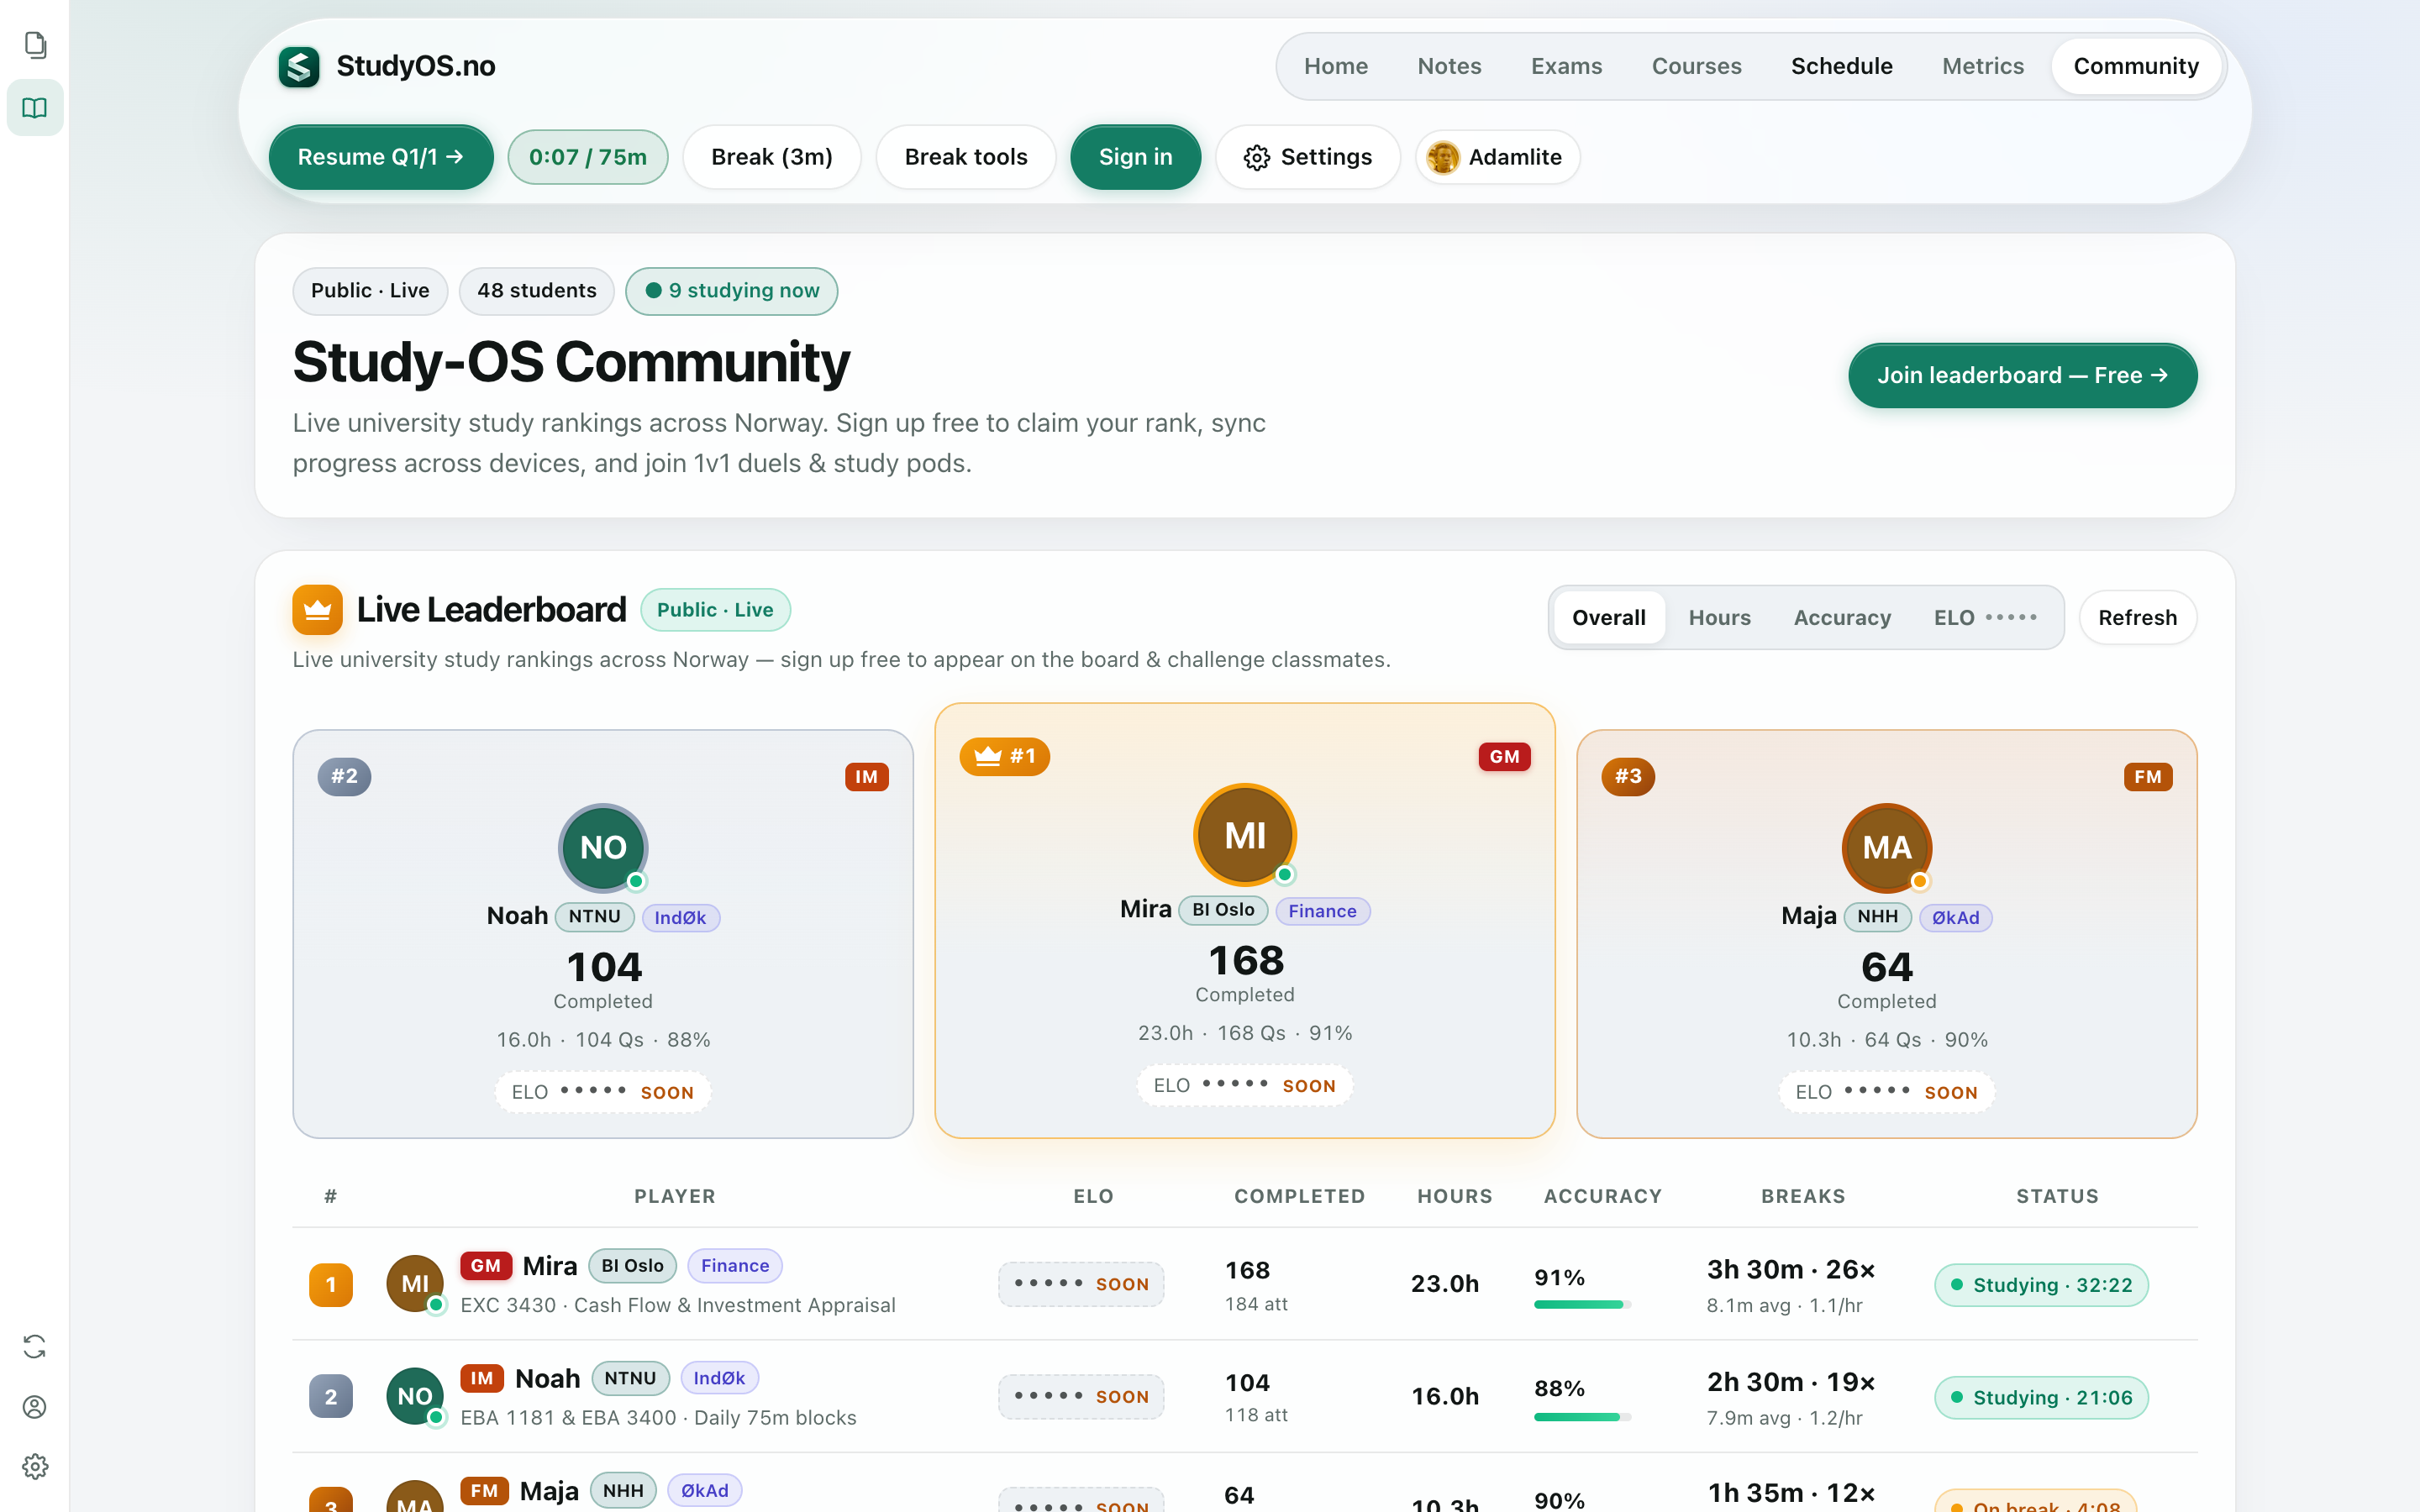 StudyOS.no
Home Notes Exams Courses Schedule Metrics Community
Resume Q1/1 → 0:07 / 75m Break (3m) Break tools Sign in Settings Adamlite
Public · Live 48 students 9 studying now
Study-OS Community
Live university study rankings across Norway. Sign up free to claim your rank, sync
progress across devices, and join 1v1 duels & study pods.
Join leaderboard — Free →
Live Leaderboard Public · Live
Live university study rankings across Norway — sign up free to appear on the board & challenge classmates.
Overall Hours Accuracy ELO ••••• Refresh
#2 IM
NO
Noah NTNU IndØk
104
Completed
16.0h · 104 Qs · 88%
ELO ••••• SOON
#1 GM
MI
Mira BI Oslo Finance
168
Completed
23.0h · 168 Qs · 91%
ELO ••••• SOON
#3 FM
MA
Maja NHH ØkAd
64
Completed
10.3h · 64 Qs · 90%
ELO ••••• SOON
# PLAYER ELO COMPLETED HOURS ACCURACY BREAKS STATUS
1 MI GM Mira BI Oslo Finance
EXC 3430 · Cash Flow & Investment Appraisal
••••• SOON
168
184 att
23.0h
91%
3h 30m · 26×
8.1m avg · 1.1/hr
Studying · 32:22
2 NO IM Noah NTNU IndØk
EBA 1181 & EBA 3400 · Daily 75m blocks
••••• SOON
104
118 att
16.0h
88%
2h 30m · 19×
7.9m avg · 1.2/hr
Studying · 21:06
3 MA FM Maja NHH ØkAd
••••• SOON
64
10.3h
90%
1h 35m · 12×
On break · 4:08